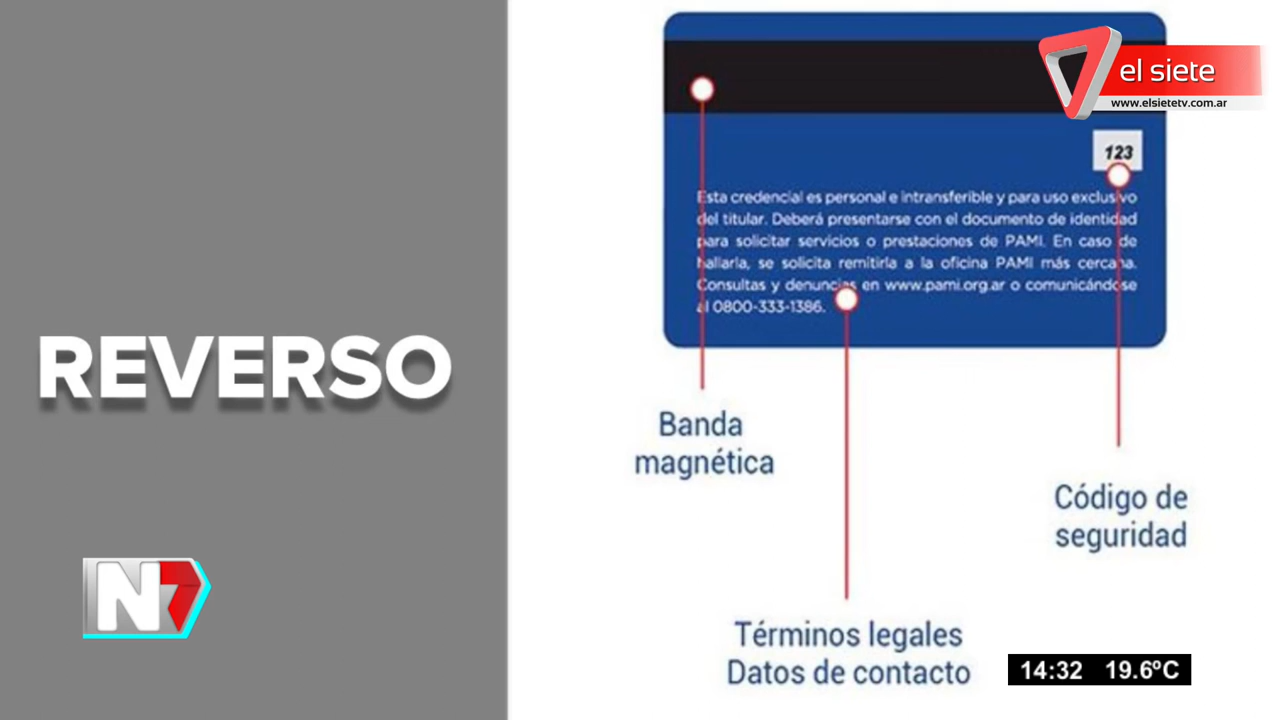 REVERSO
N7
el siete
www.elsietetv.com.ar
123
Esta credencial es personal e intransferible y para uso exclusivo
del titular. Deberá presentarse con el documento de identidad
para solicitar servicios o prestaciones de PAMI. En caso de
hallarla, se solicita remitirla a la oficina PAMI más cercana.
Consultas y denuncias en www.pami.org.ar o comunicándose
al 0800-333-1386.
Banda
magnética
Código de
seguridad
Términos legales
Datos de contacto
14:32 19.6ºC